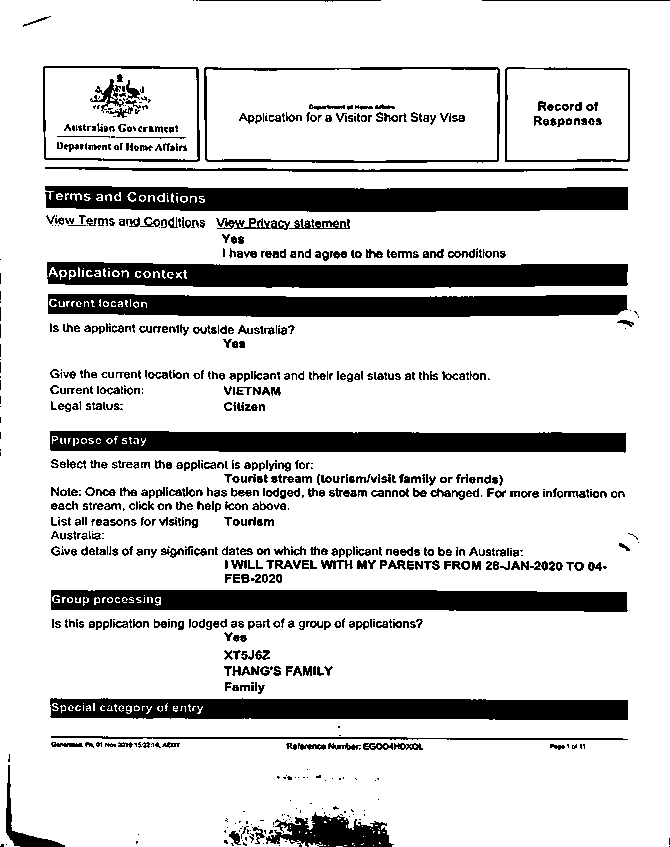 Australian Government
Department of Home Affairs
Department of Home Affairs
Application for a Visitor Short Stay Visa
Record of
Responses
Terms and Conditions
View Terms and Conditions View Privacy statement
Yes
I have read and agree to the terms and conditions
Application context
Current location
Is the applicant currently outside Australia?
Yes
Give the current location of the applicant and their legal status at this location.
Current location: VIETNAM
Legal status: Citizen
Purpose of stay
Select the stream the applicant is applying for:
Tourist stream (tourism/visit family or friends)
Note: Once the application has been lodged, the stream cannot be changed. For more information on
each stream, click on the help icon above.
List all reasons for visiting Tourism
Australia:
Give details of any significant dates on which the applicant needs to be in Australia:
I WILL TRAVEL WITH MY PARENTS FROM 28-JAN-2020 TO 04-
FEB-2020
Group processing
Is this application being lodged as part of a group of applications?
Yes
XT5J6Z
THANG'S FAMILY
Family
Special category of entry
Generated: Fri, 01 Nov 2019 15:22:16, AEDT
Reference Number: EGOO4HDXOL
Page 1 of 11